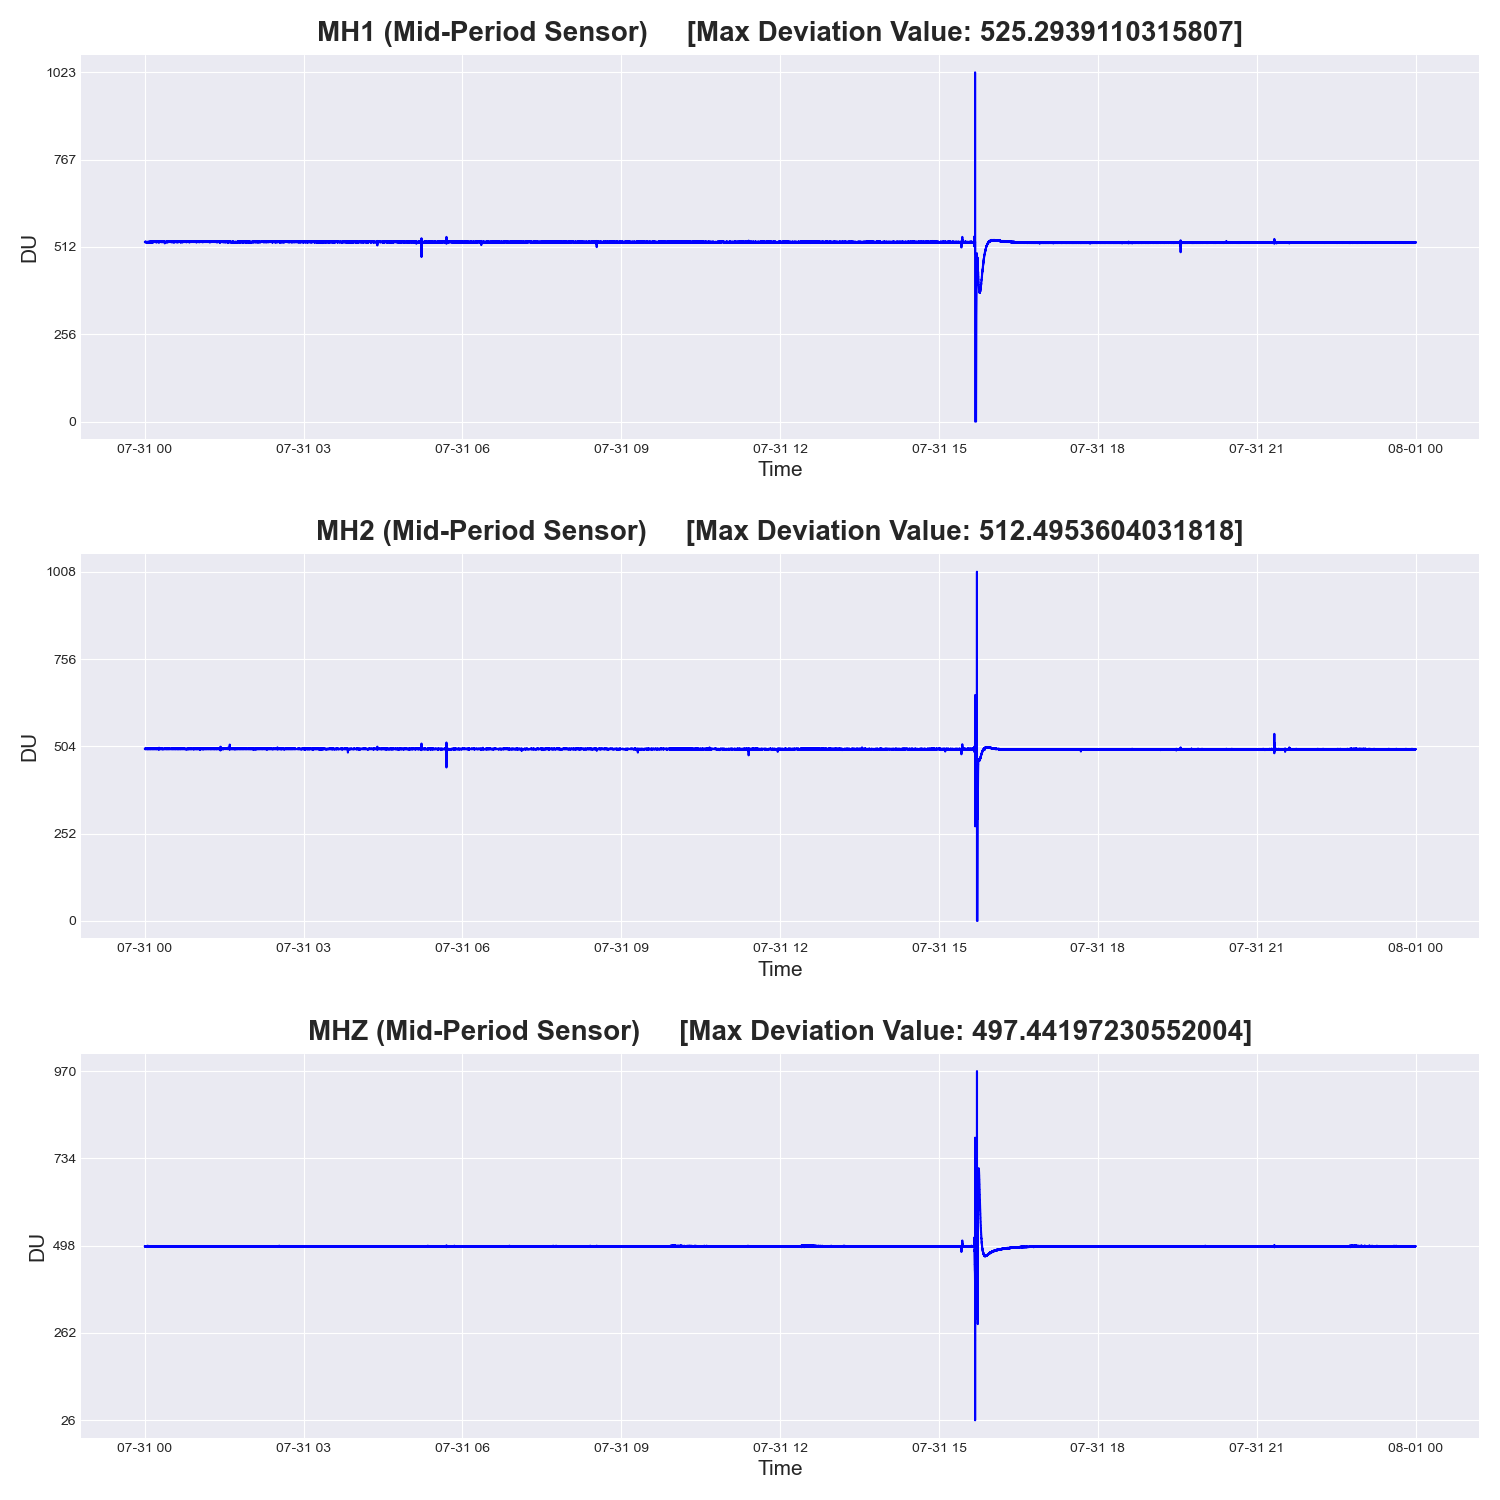 MH1 (Mid-Period Sensor) [Max Deviation Value: 525.2939110315807]
1023
767
512
256
0
DU
07-31 00 07-31 03 07-31 06 07-31 09 07-31 12 07-31 15 07-31 18 07-31 21 08-01 00
Time
MH2 (Mid-Period Sensor) [Max Deviation Value: 512.4953604031818]
1008
756
504
252
0
DU
07-31 00 07-31 03 07-31 06 07-31 09 07-31 12 07-31 15 07-31 18 07-31 21 08-01 00
Time
MHZ (Mid-Period Sensor) [Max Deviation Value: 497.44197230552004]
970
734
498
262
26
DU
07-31 00 07-31 03 07-31 06 07-31 09 07-31 12 07-31 15 07-31 18 07-31 21 08-01 00
Time